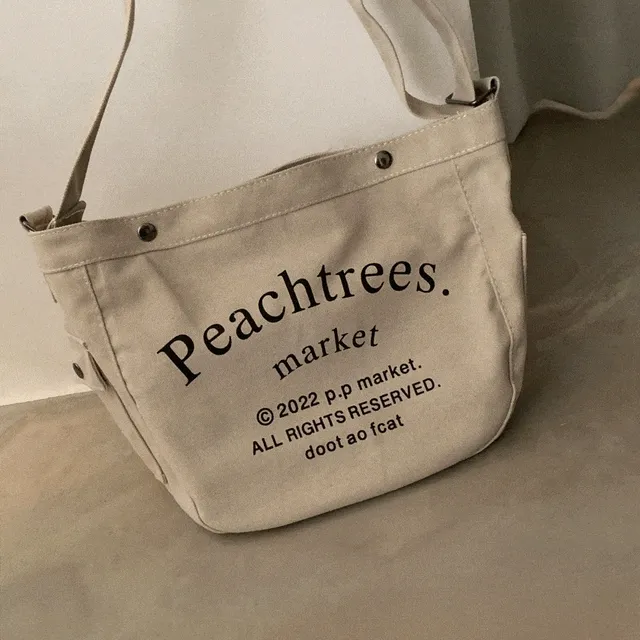 Peachtrees.
market
© 2022 p.p market.
ALL RIGHTS RESERVED.
doot ao fcat